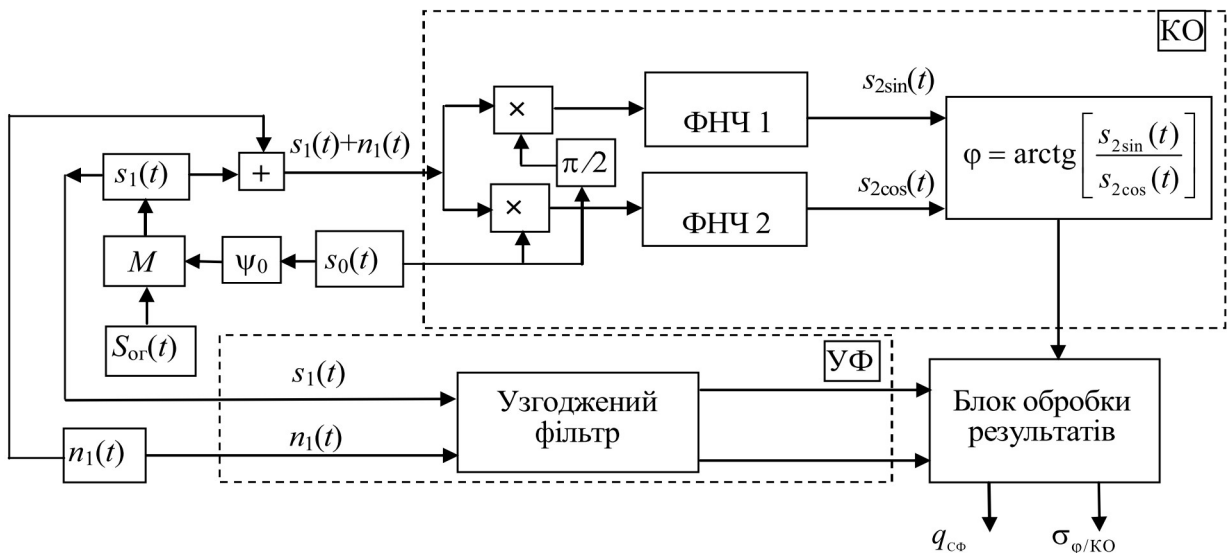 КО
×
ФНЧ 1
s₂sin(t)
φ = arctg [ s₂sin(t) / s₂cos(t) ]
s₁(t)+n₁(t)
π/2
s₁(t)
+
×
ФНЧ 2
s₂cos(t)
M
ψ₀
s₀(t)
Sог(t)
УФ
s₁(t)
Узгоджений
фільтр
Блок обробки
результатів
n₁(t)
n₁(t)
qСФ
σφ/КО